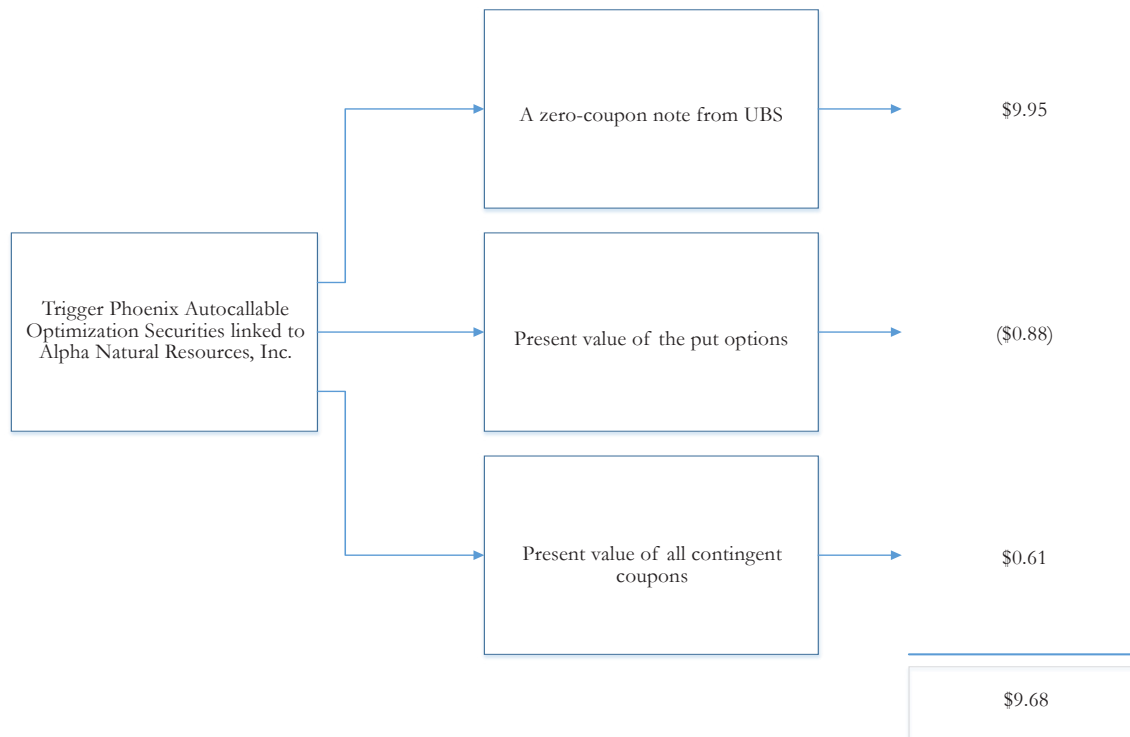 A zero-coupon note from UBS
$9.95
Trigger Phoenix Autocallable
Optimization Securities linked to
Alpha Natural Resources, Inc.
Present value of the put options
($0.88)
Present value of all contingent
coupons
$0.61
$9.68